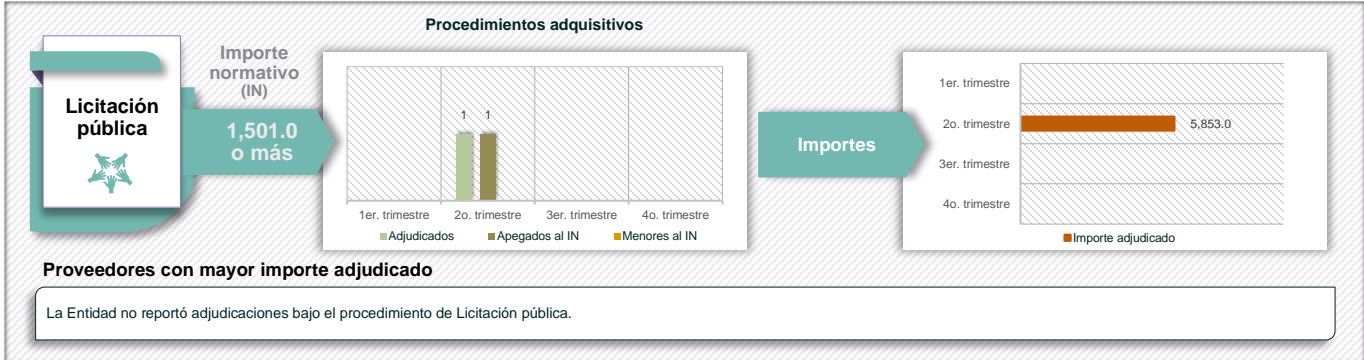 Procedimientos adquisitivos
Licitación
pública
Importe
normativo
(IN)
1,501.0
o más
1 1
1er. trimestre 2o. trimestre 3er. trimestre 4o. trimestre
Adjudicados Apegados al IN Menores al IN
Importes
1er. trimestre
2o. trimestre 5,853.0
3er. trimestre
4o. trimestre
Importe adjudicado
Proveedores con mayor importe adjudicado
La Entidad no reportó adjudicaciones bajo el procedimiento de Licitación pública.